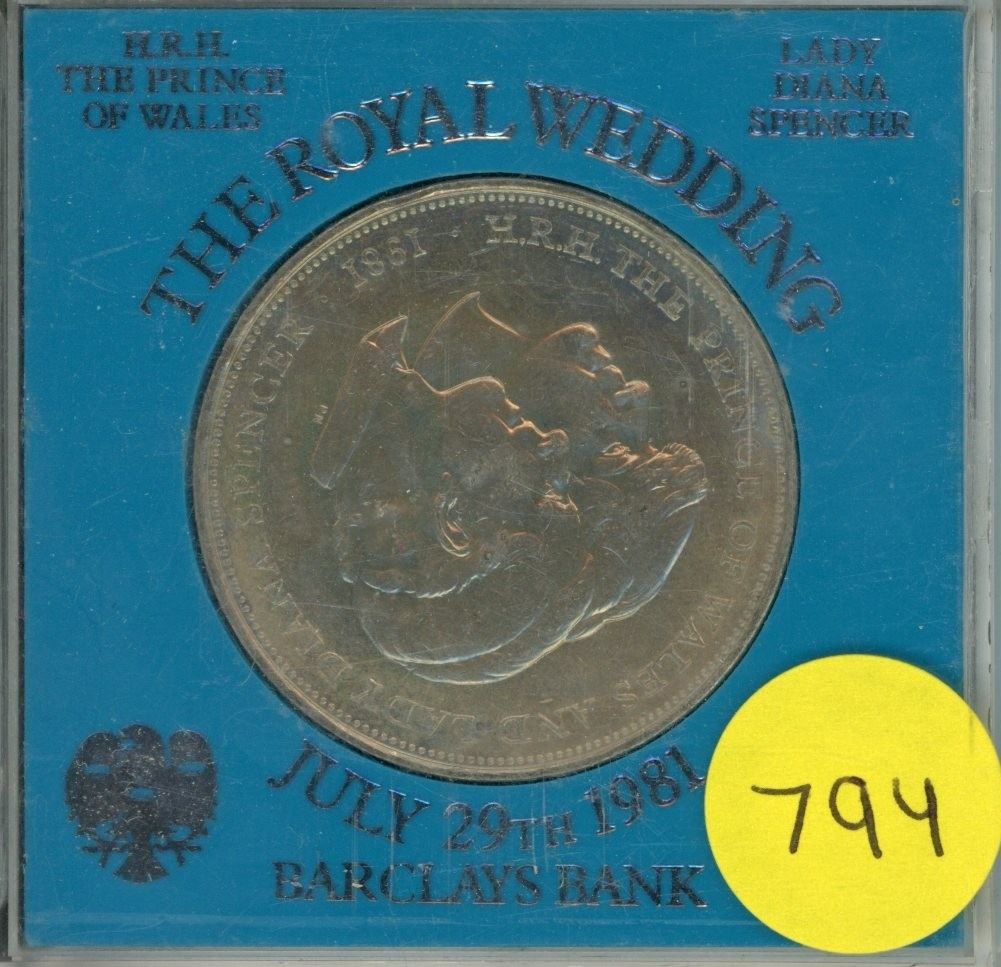 H.R.H.
THE PRINCE
OF WALES
LADY
DIANA
SPENCER
THE ROYAL WEDDING
H.R.H. THE PRINCE OF WALES AND LADY DIANA SPENCER · 1981 ·
JULY 29TH 1981
BARCLAYS BANK
794